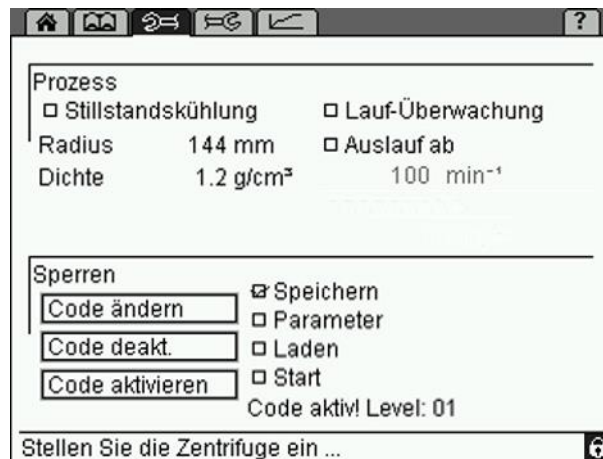 ?
Prozess
Stillstandskühlung
Lauf-Überwachung
Radius 144 mm
Auslauf ab
Dichte 1.2 g/cm³
100 min⁻¹
Sperren
Speichern
Code ändern
Parameter
Code deakt.
Laden
Code aktivieren
Start
Code aktiv! Level: 01
Stellen Sie die Zentrifuge ein ...